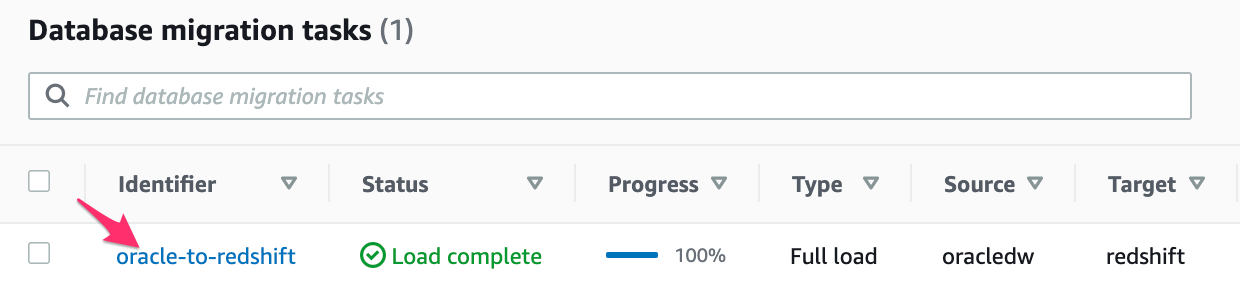 Database migration tasks (1)
Find database migration tasks
Identifier Status Progress Type Source Target
oracle-to-redshift Load complete 100% Full load oracledw redshift